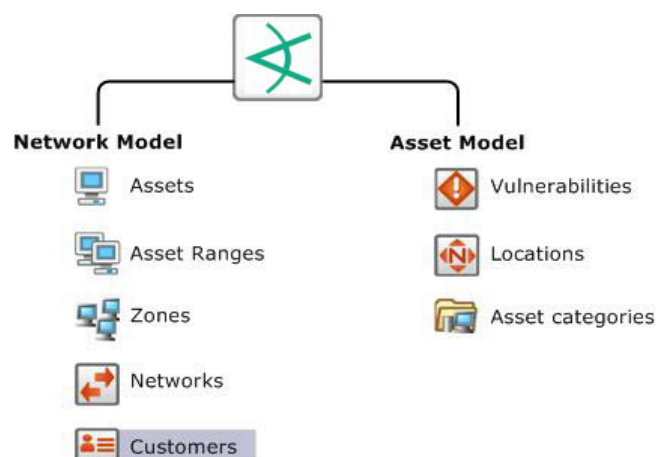 Network Model
Assets
Asset Ranges
Zones
Networks
Customers
Asset Model
Vulnerabilities
Locations
Asset categories